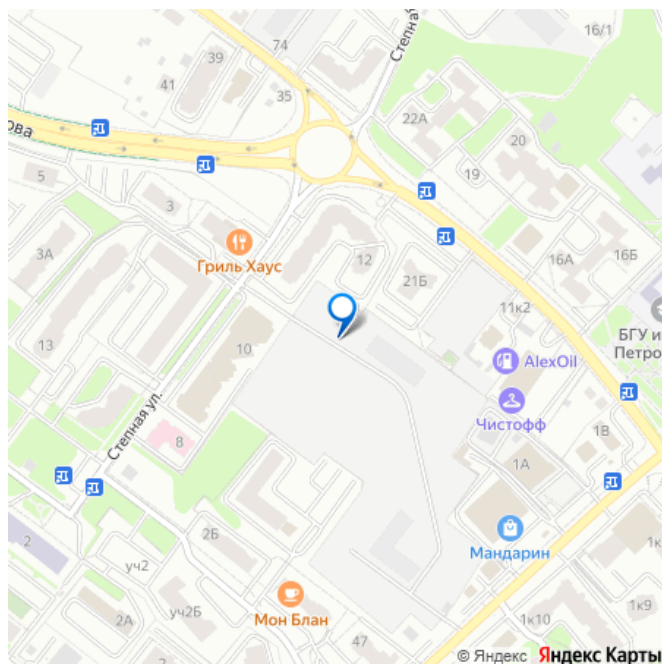 16/1
Степная
74
39
41
35
22А
20
ова
5
3
19
Гриль Хаус
12
21Б
16А
16Б
3А
11к2
БГУ и
Петро
13
10
AlexOil
Чистофф
Степная ул.
8
1В
1А
2
2Б
уч2
Мандарин
1к
2А
уч2Б
Мон Блан
47
1к10
1к9
© Яндекс Яндекс Карты